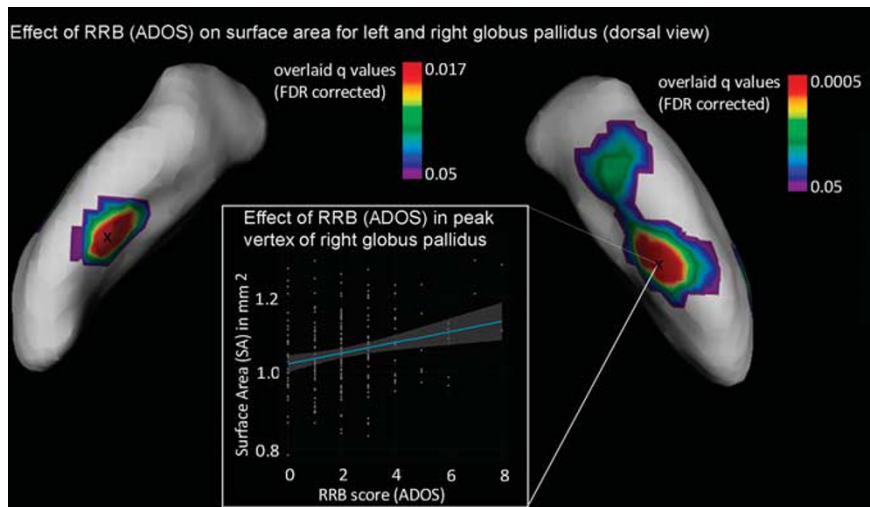 Effect of RRB (ADOS) on surface area for left and right globus pallidus (dorsal view)
overlaid q values
(FDR corrected)
0.017
0.05
overlaid q values
(FDR corrected)
0.0005
0.05
x
x
Effect of RRB (ADOS) in peak
vertex of right globus pallidus
Surface Area (SA) in mm2
1.2
1.0
0.8
0 2 4 6 8
RRB score (ADOS)